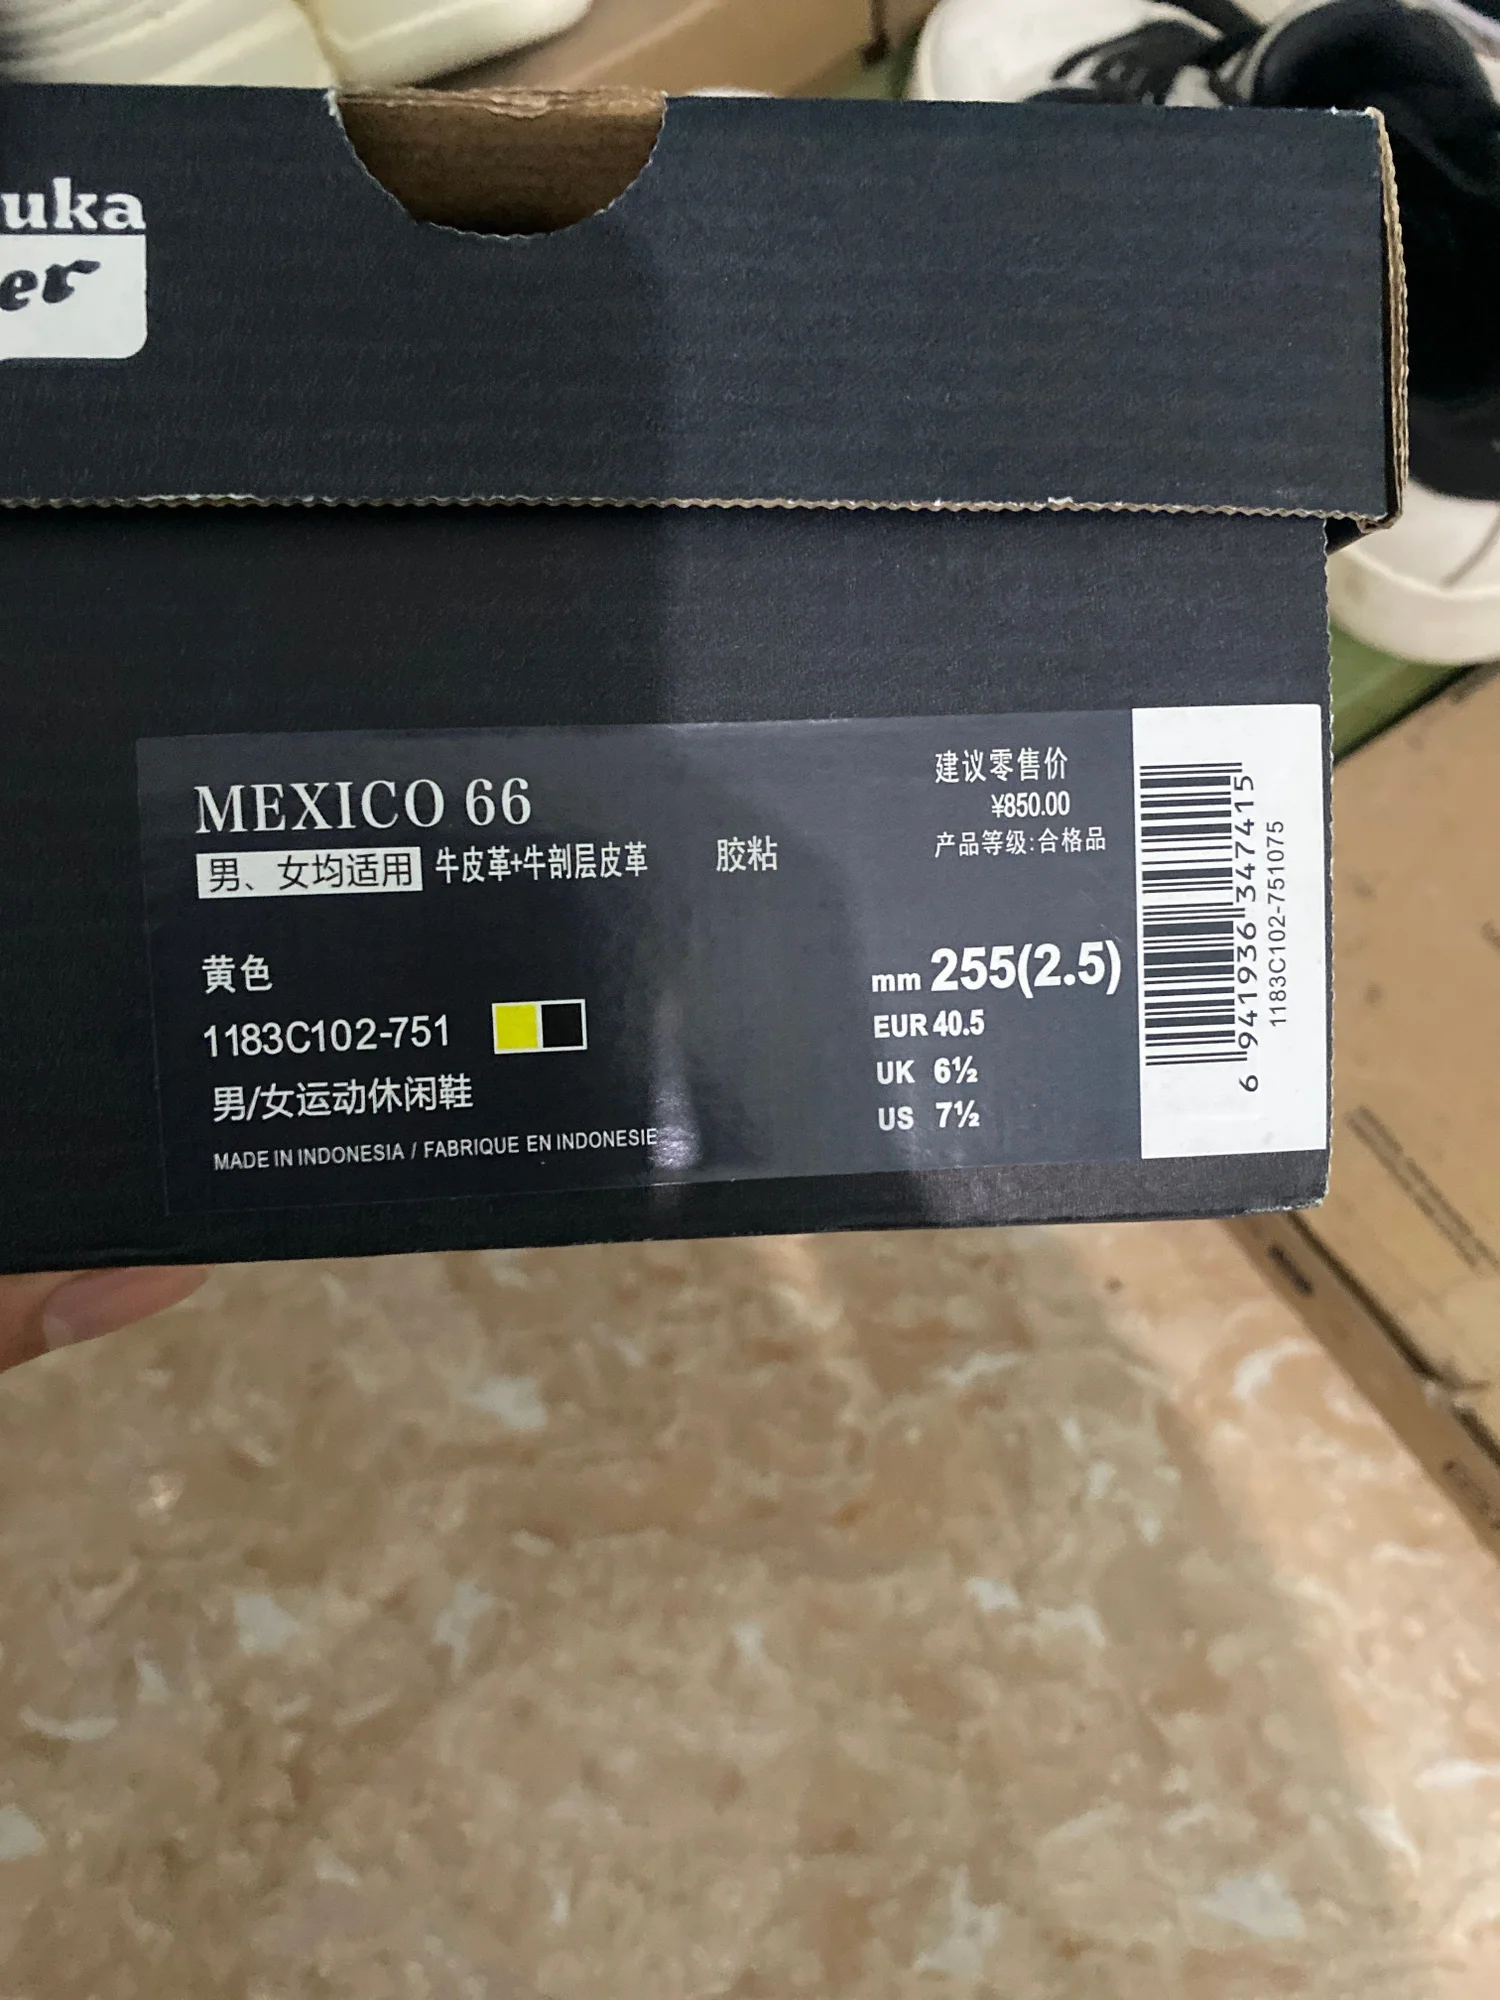 uka
er
MEXICO 66
男、女均适用 牛皮革+牛剖层皮革 胶粘
建议零售价
¥850.00
产品等级:合格品
黄色
1183C102-751
男/女运动休闲鞋
MADE IN INDONESIA / FABRIQUE EN INDONESIE
mm 255(2.5)
EUR 40.5
UK 6½
US 7½
6 941936 347415
1183C102-751075